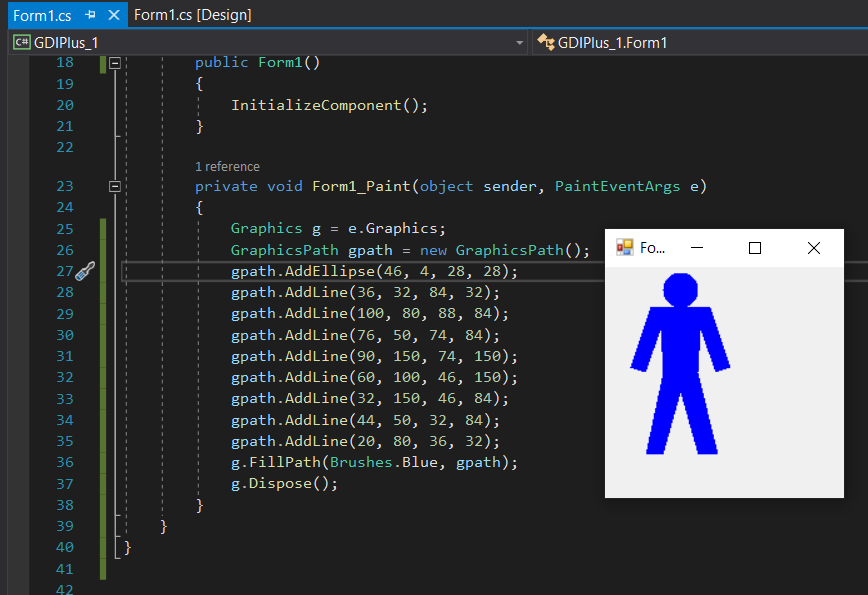 Form1.cs Form1.cs [Design]
C# GDIPlus_1 GDIPlus_1.Form1
18 public Form1()
19 {
20 InitializeComponent();
21 }
22
1 reference
23 private void Form1_Paint(object sender, PaintEventArgs e)
24 {
25 Graphics g = e.Graphics;
26 GraphicsPath gpath = new GraphicsPath();
27 gpath.AddEllipse(46, 4, 28, 28);
28 gpath.AddLine(36, 32, 84, 32);
29 gpath.AddLine(100, 80, 88, 84);
30 gpath.AddLine(76, 50, 74, 84);
31 gpath.AddLine(90, 150, 74, 150);
32 gpath.AddLine(60, 100, 46, 150);
33 gpath.AddLine(32, 150, 46, 84);
34 gpath.AddLine(44, 50, 32, 84);
35 gpath.AddLine(20, 80, 36, 32);
36 g.FillPath(Brushes.Blue, gpath);
37 g.Dispose();
38 }
39 }
40 }
41
42
Fo...